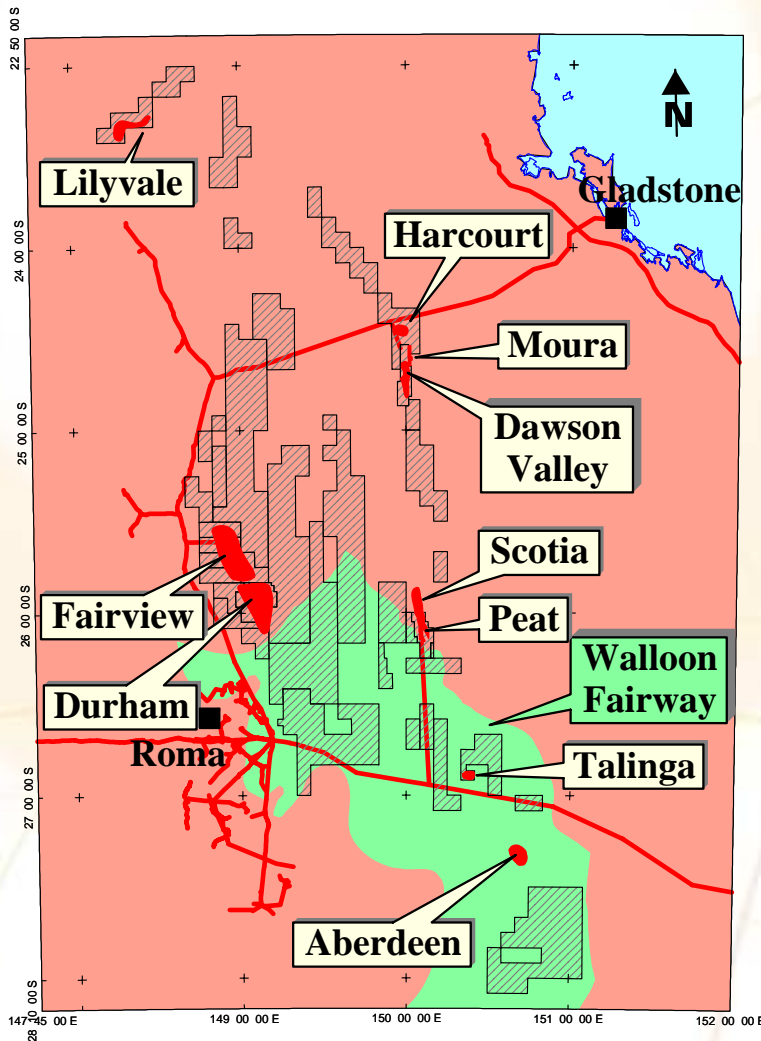 22 50 00 S
N
Lilyvale
Gladstone
Harcourt
24 00 00 S
Moura
Dawson
Valley
25 00 00 S
Scotia
Fairview
Peat
26 00 00 S
Walloon
Fairway
Durham
Roma
Talinga
27 00 00 S
Aberdeen
28 10 00 S
147 45 00 E
149 00 00 E
150 00 00 E
151 00 00 E
152 00 00 E